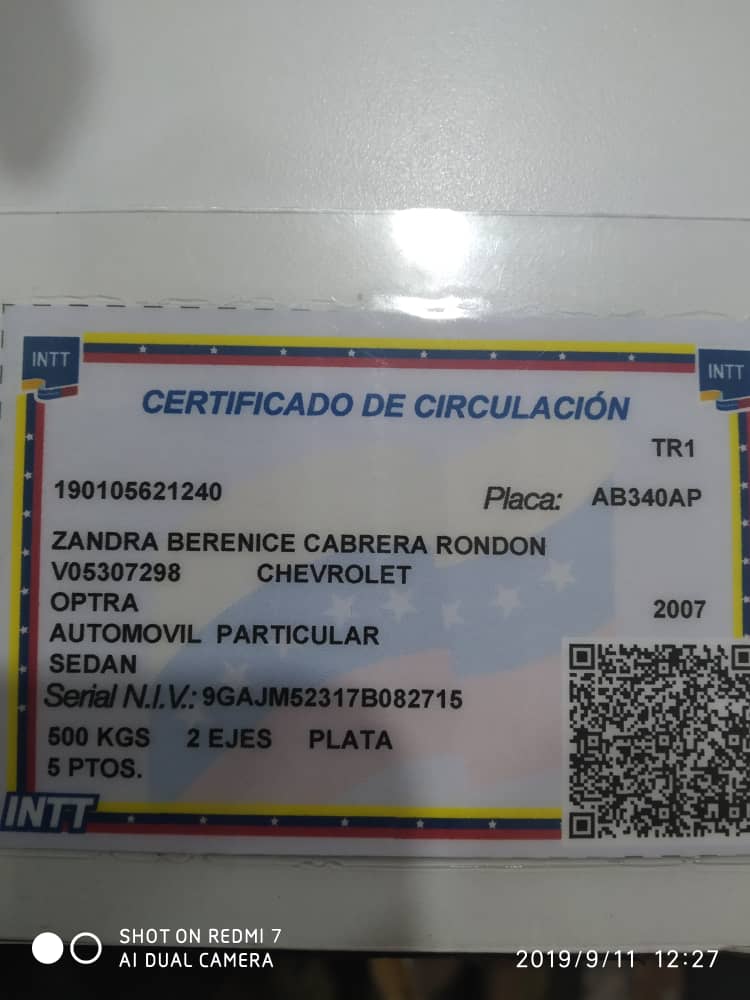 INTT
INTT
CERTIFICADO DE CIRCULACIÓN
TR1
190105621240 Placa: AB340AP
ZANDRA BERENICE CABRERA RONDON
V05307298 CHEVROLET
OPTRA 2007
AUTOMOVIL PARTICULAR
SEDAN
Serial N.I.V.: 9GAJM52317B082715
500 KGS 2 EJES PLATA
5 PTOS.
INTT
SHOT ON REDMI 7
AI DUAL CAMERA
2019/9/11 12:27